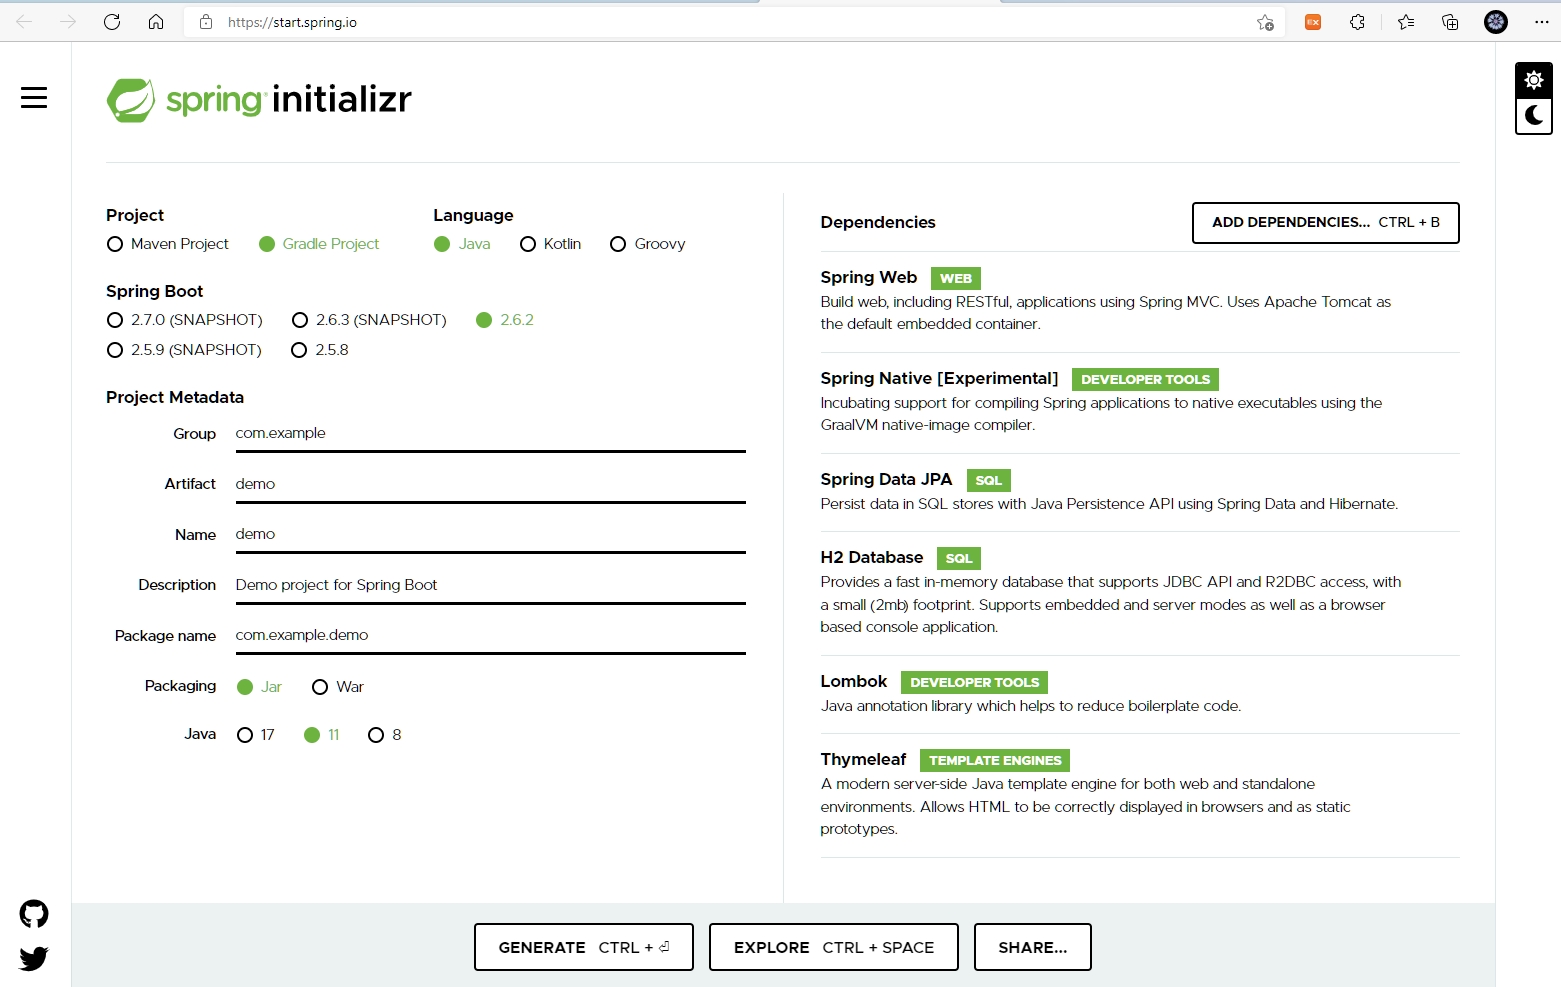 https://start.spring.io
spring initializr
Project
Maven Project Gradle Project
Language
Java Kotlin Groovy
Spring Boot
2.7.0 (SNAPSHOT) 2.6.3 (SNAPSHOT) 2.6.2
2.5.9 (SNAPSHOT) 2.5.8
Project Metadata
Group com.example
Artifact demo
Name demo
Description Demo project for Spring Boot
Package name com.example.demo
Packaging Jar War
Java 17 11 8
Dependencies
ADD DEPENDENCIES... CTRL + B
Spring Web WEB
Build web, including RESTful, applications using Spring MVC. Uses Apache Tomcat as
the default embedded container.
Spring Native [Experimental] DEVELOPER TOOLS
Incubating support for compiling Spring applications to native executables using the
GraalVM native-image compiler.
Spring Data JPA SQL
Persist data in SQL stores with Java Persistence API using Spring Data and Hibernate.
H2 Database SQL
Provides a fast in-memory database that supports JDBC API and R2DBC access, with
a small (2mb) footprint. Supports embedded and server modes as well as a browser
based console application.
Lombok DEVELOPER TOOLS
Java annotation library which helps to reduce boilerplate code.
Thymeleaf TEMPLATE ENGINES
A modern server-side Java template engine for both web and standalone
environments. Allows HTML to be correctly displayed in browsers and as static
prototypes.
GENERATE CTRL + ⏎
EXPLORE CTRL + SPACE
SHARE...